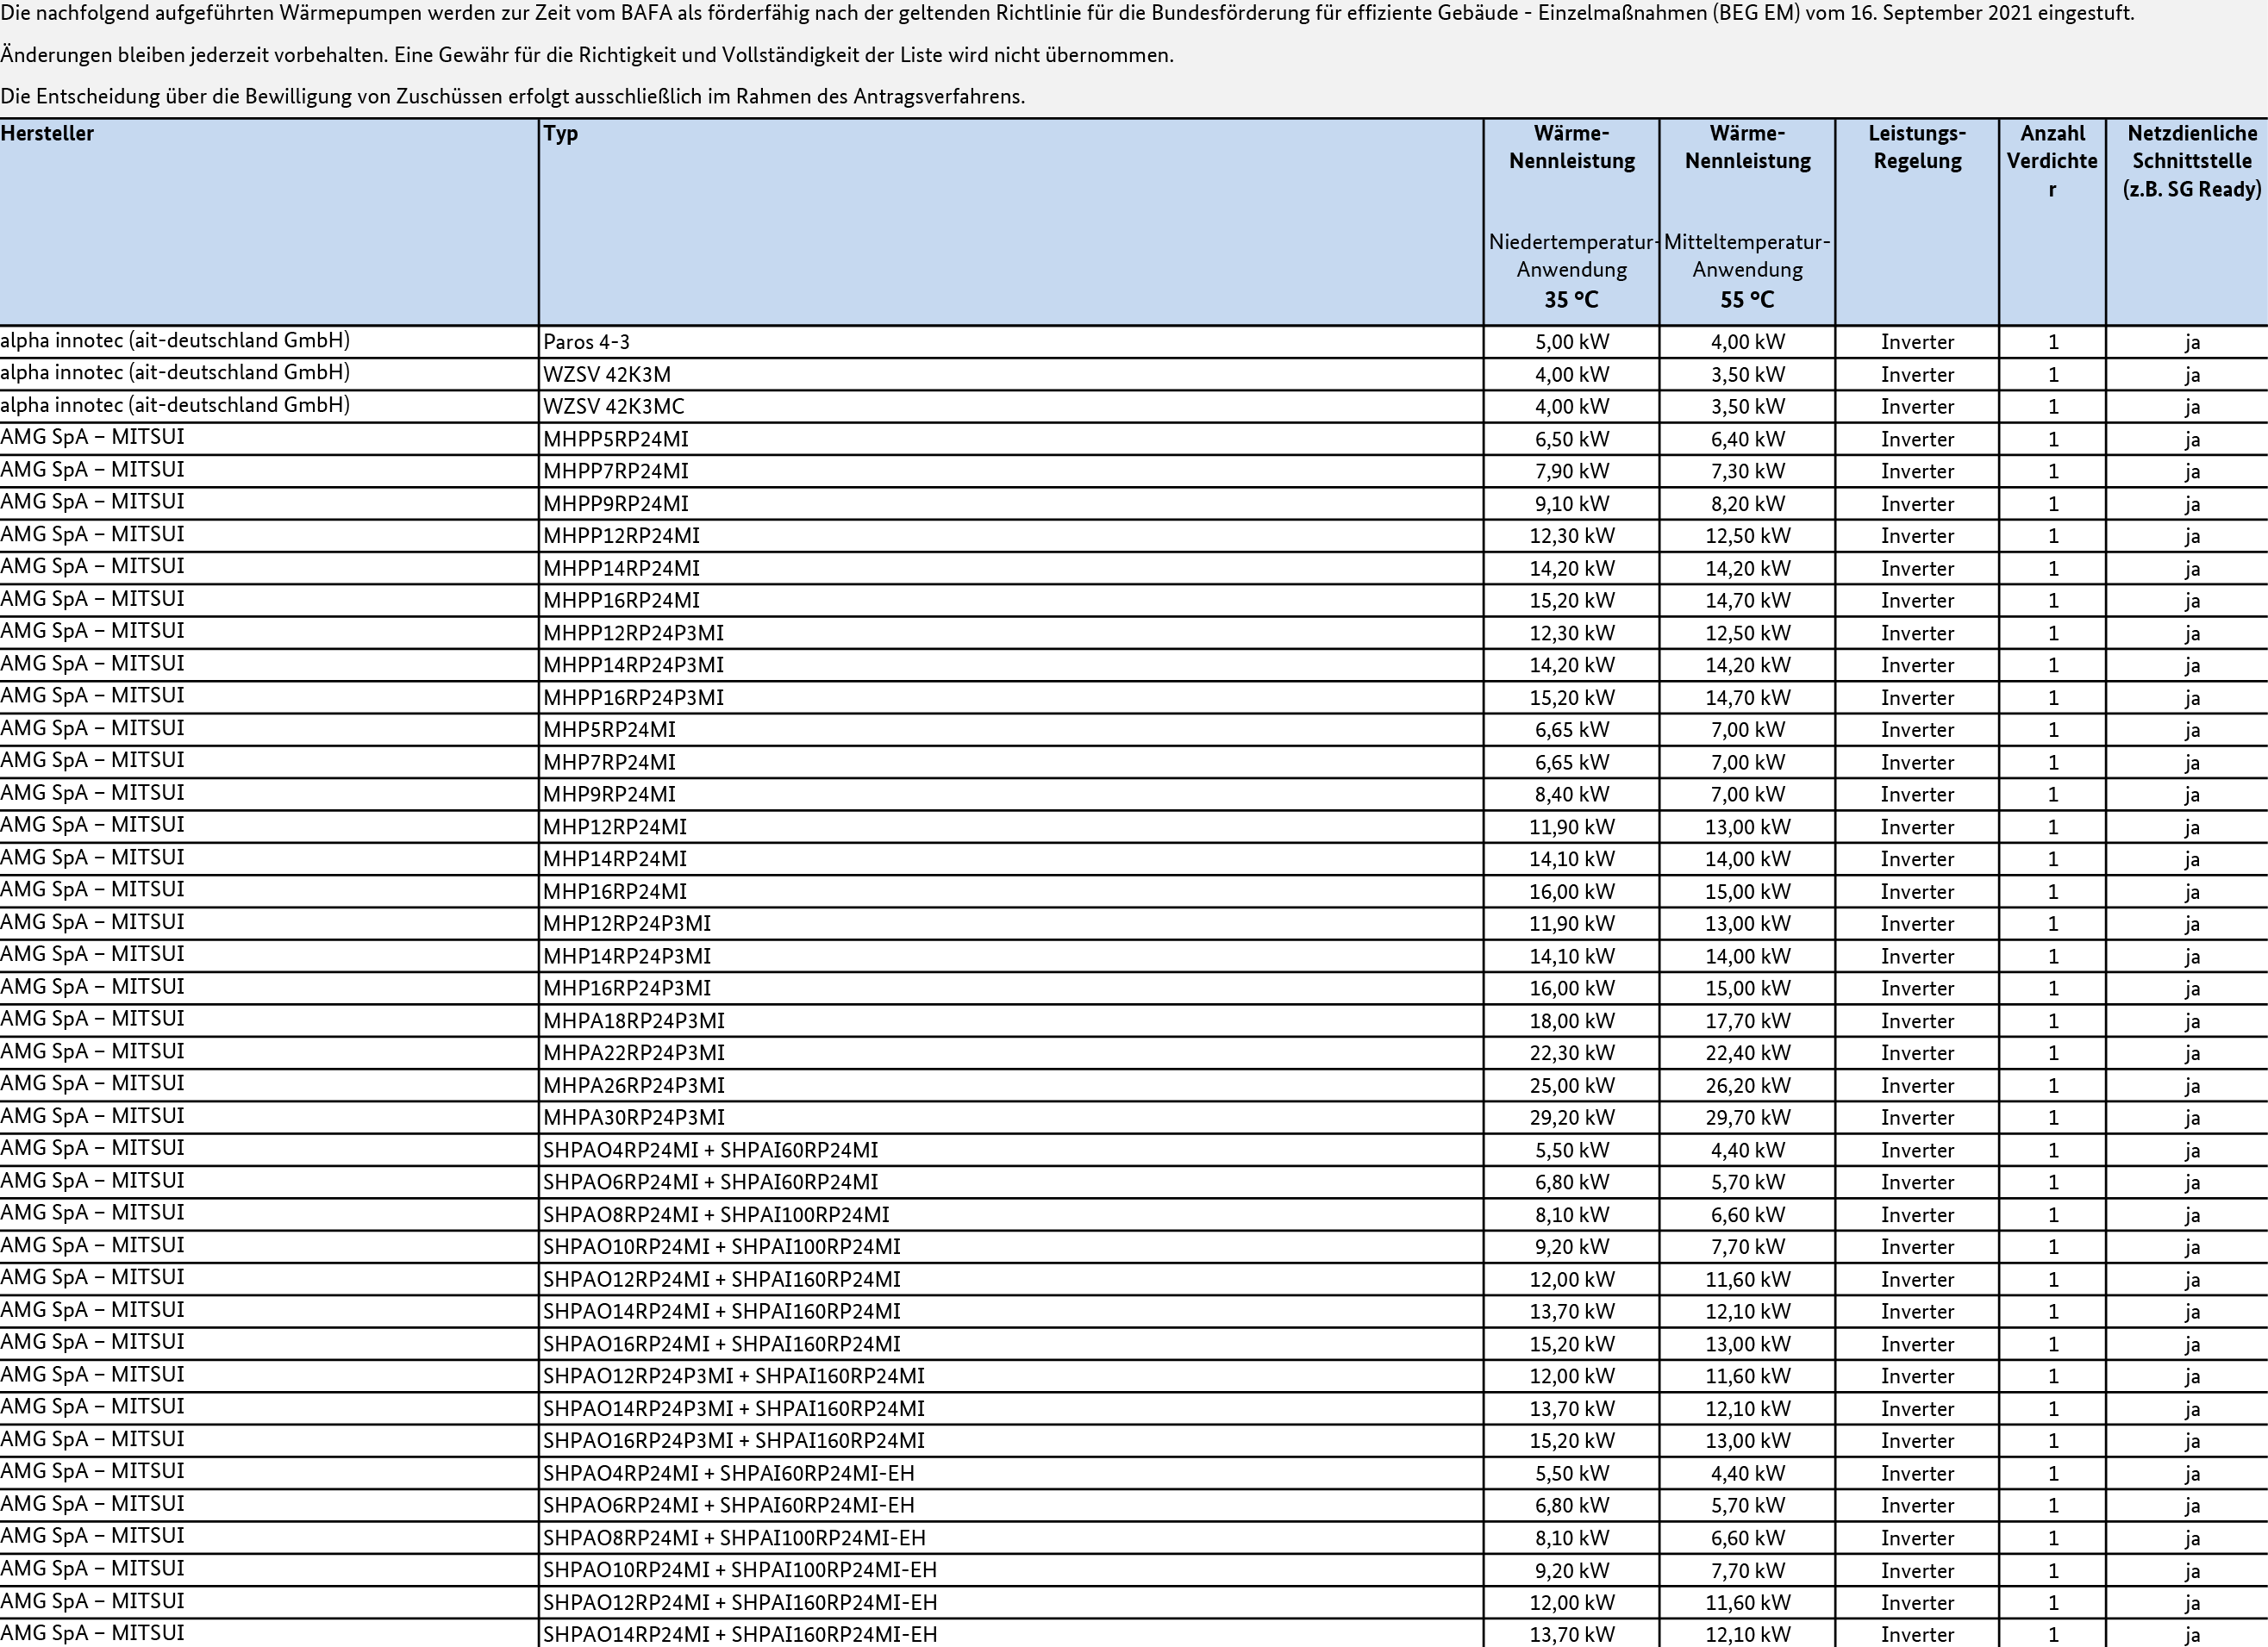 Die nachfolgend aufgeführten Wärmepumpen werden zur Zeit vom BAFA als förderfähig nach der geltenden Richtlinie für die Bundesförderung für effiziente Gebäude - Einzelmaßnahmen (BEG EM) vom 16. September 2021 eingestuft.
Änderungen bleiben jederzeit vorbehalten. Eine Gewähr für die Richtigkeit und Vollständigkeit der Liste wird nicht übernommen.
Die Entscheidung über die Bewilligung von Zuschüssen erfolgt ausschließlich im Rahmen des Antragsverfahrens.
Hersteller Typ Wärme- Wärme- Leistungs- Anzahl Netzdienliche
Nennleistung Nennleistung Regelung Verdichte Schnittstelle
r (z.B. SG Ready)
Niedertemperatur- Mitteltemperatur-
Anwendung Anwendung
35 °C 55 °C
alpha innotec (ait-deutschland GmbH) Paros 4-3 5,00 kW 4,00 kW Inverter 1 ja
alpha innotec (ait-deutschland GmbH) WZSV 42K3M 4,00 kW 3,50 kW Inverter 1 ja
alpha innotec (ait-deutschland GmbH) WZSV 42K3MC 4,00 kW 3,50 kW Inverter 1 ja
AMG SpA – MITSUI MHPP5RP24MI 6,50 kW 6,40 kW Inverter 1 ja
AMG SpA – MITSUI MHPP7RP24MI 7,90 kW 7,30 kW Inverter 1 ja
AMG SpA – MITSUI MHPP9RP24MI 9,10 kW 8,20 kW Inverter 1 ja
AMG SpA – MITSUI MHPP12RP24MI 12,30 kW 12,50 kW Inverter 1 ja
AMG SpA – MITSUI MHPP14RP24MI 14,20 kW 14,20 kW Inverter 1 ja
AMG SpA – MITSUI MHPP16RP24MI 15,20 kW 14,70 kW Inverter 1 ja
AMG SpA – MITSUI MHPP12RP24P3MI 12,30 kW 12,50 kW Inverter 1 ja
AMG SpA – MITSUI MHPP14RP24P3MI 14,20 kW 14,20 kW Inverter 1 ja
AMG SpA – MITSUI MHPP16RP24P3MI 15,20 kW 14,70 kW Inverter 1 ja
AMG SpA – MITSUI MHP5RP24MI 6,65 kW 7,00 kW Inverter 1 ja
AMG SpA – MITSUI MHP7RP24MI 6,65 kW 7,00 kW Inverter 1 ja
AMG SpA – MITSUI MHP9RP24MI 8,40 kW 7,00 kW Inverter 1 ja
AMG SpA – MITSUI MHP12RP24MI 11,90 kW 13,00 kW Inverter 1 ja
AMG SpA – MITSUI MHP14RP24MI 14,10 kW 14,00 kW Inverter 1 ja
AMG SpA – MITSUI MHP16RP24MI 16,00 kW 15,00 kW Inverter 1 ja
AMG SpA – MITSUI MHP12RP24P3MI 11,90 kW 13,00 kW Inverter 1 ja
AMG SpA – MITSUI MHP14RP24P3MI 14,10 kW 14,00 kW Inverter 1 ja
AMG SpA – MITSUI MHP16RP24P3MI 16,00 kW 15,00 kW Inverter 1 ja
AMG SpA – MITSUI MHPA18RP24P3MI 18,00 kW 17,70 kW Inverter 1 ja
AMG SpA – MITSUI MHPA22RP24P3MI 22,30 kW 22,40 kW Inverter 1 ja
AMG SpA – MITSUI MHPA26RP24P3MI 25,00 kW 26,20 kW Inverter 1 ja
AMG SpA – MITSUI MHPA30RP24P3MI 29,20 kW 29,70 kW Inverter 1 ja
AMG SpA – MITSUI SHPAO4RP24MI + SHPAI60RP24MI 5,50 kW 4,40 kW Inverter 1 ja
AMG SpA – MITSUI SHPAO6RP24MI + SHPAI60RP24MI 6,80 kW 5,70 kW Inverter 1 ja
AMG SpA – MITSUI SHPAO8RP24MI + SHPAI100RP24MI 8,10 kW 6,60 kW Inverter 1 ja
AMG SpA – MITSUI SHPAO10RP24MI + SHPAI100RP24MI 9,20 kW 7,70 kW Inverter 1 ja
AMG SpA – MITSUI SHPAO12RP24MI + SHPAI160RP24MI 12,00 kW 11,60 kW Inverter 1 ja
AMG SpA – MITSUI SHPAO14RP24MI + SHPAI160RP24MI 13,70 kW 12,10 kW Inverter 1 ja
AMG SpA – MITSUI SHPAO16RP24MI + SHPAI160RP24MI 15,20 kW 13,00 kW Inverter 1 ja
AMG SpA – MITSUI SHPAO12RP24P3MI + SHPAI160RP24MI 12,00 kW 11,60 kW Inverter 1 ja
AMG SpA – MITSUI SHPAO14RP24P3MI + SHPAI160RP24MI 13,70 kW 12,10 kW Inverter 1 ja
AMG SpA – MITSUI SHPAO16RP24P3MI + SHPAI160RP24MI 15,20 kW 13,00 kW Inverter 1 ja
AMG SpA – MITSUI SHPAO4RP24MI + SHPAI60RP24MI-EH 5,50 kW 4,40 kW Inverter 1 ja
AMG SpA – MITSUI SHPAO6RP24MI + SHPAI60RP24MI-EH 6,80 kW 5,70 kW Inverter 1 ja
AMG SpA – MITSUI SHPAO8RP24MI + SHPAI100RP24MI-EH 8,10 kW 6,60 kW Inverter 1 ja
AMG SpA – MITSUI SHPAO10RP24MI + SHPAI100RP24MI-EH 9,20 kW 7,70 kW Inverter 1 ja
AMG SpA – MITSUI SHPAO12RP24MI + SHPAI160RP24MI-EH 12,00 kW 11,60 kW Inverter 1 ja
AMG SpA – MITSUI SHPAO14RP24MI + SHPAI160RP24MI-EH 13,70 kW 12,10 kW Inverter 1 ja